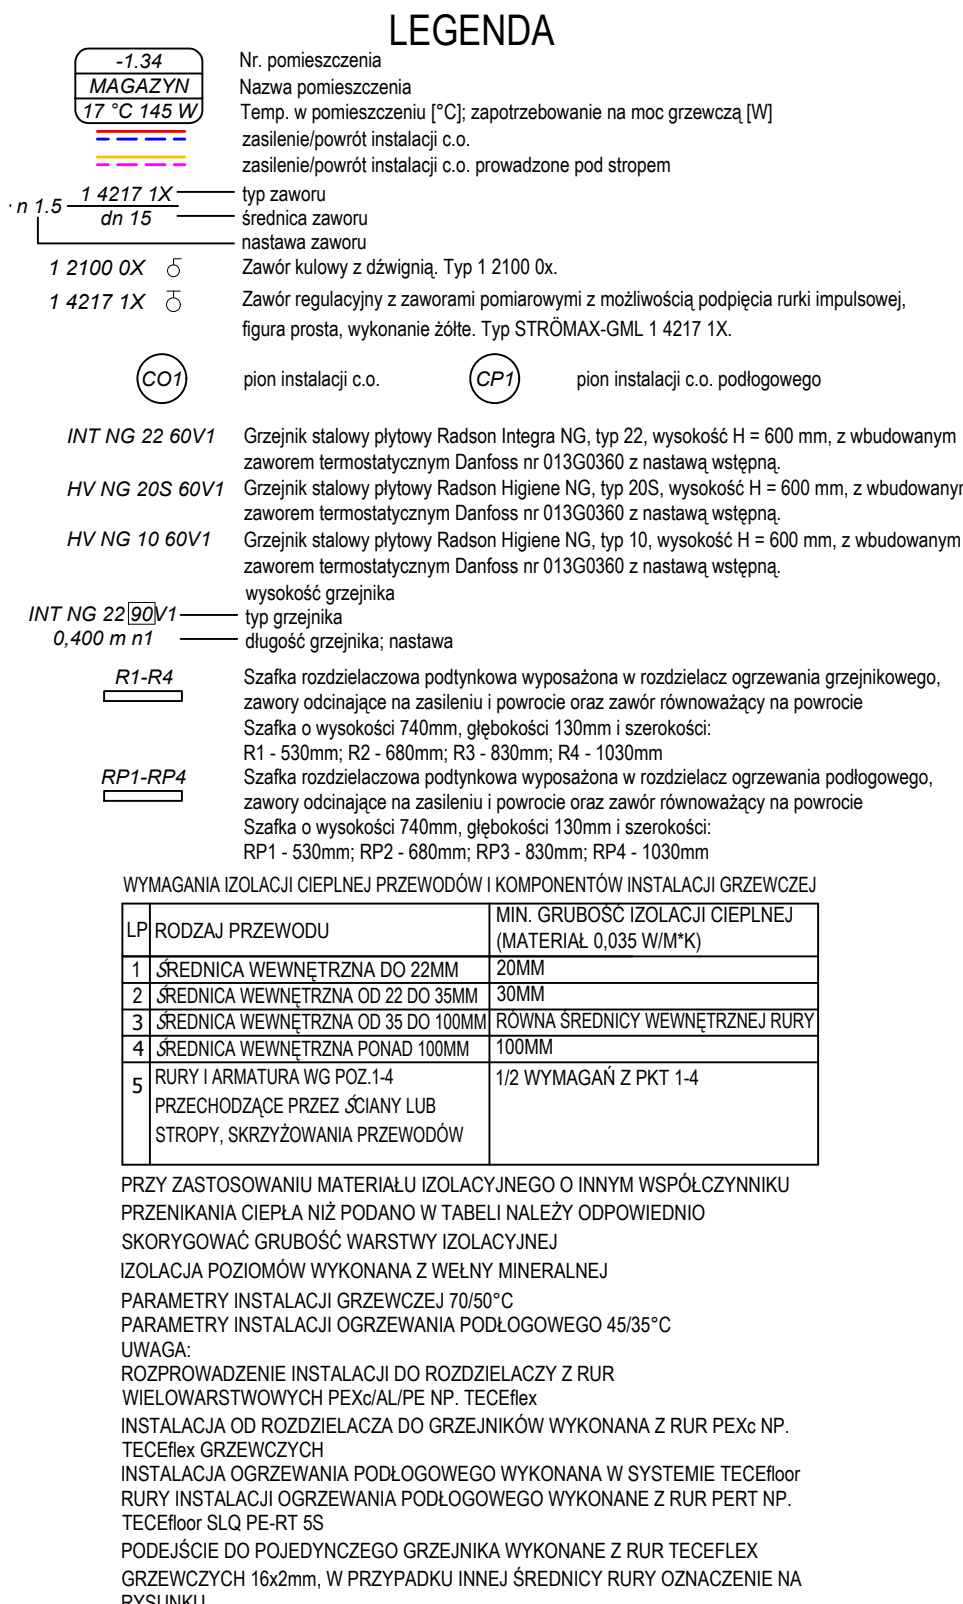 LEGENDA
-1.34 Nr. pomieszczenia
MAGAZYN Nazwa pomieszczenia
17 °C 145 W Temp. w pomieszczeniu [°C]; zapotrzebowanie na moc grzewczą [W]
zasilenie/powrót instalacji c.o.
zasilenie/powrót instalacji c.o. prowadzone pod stropem
1 4217 1X typ zaworu
n 1.5
dn 15 średnica zaworu
nastawa zaworu
1 2100 0X Zawór kulowy z dźwignią. Typ 1 2100 0x.
1 4217 1X Zawór regulacyjny z zaworami pomiarowymi z możliwością podpięcia rurki impulsowej,
figura prosta, wykonanie żółte. Typ STRÖMAX-GML 1 4217 1X.
CO1 pion instalacji c.o. CP1 pion instalacji c.o. podłogowego
INT NG 22 60V1 Grzejnik stalowy płytowy Radson Integra NG, typ 22, wysokość H = 600 mm, z wbudowanym
zaworem termostatycznym Danfoss nr 013G0360 z nastawą wstępną.
HV NG 20S 60V1 Grzejnik stalowy płytowy Radson Higiene NG, typ 20S, wysokość H = 600 mm, z wbudowanym
zaworem termostatycznym Danfoss nr 013G0360 z nastawą wstępną.
HV NG 10 60V1 Grzejnik stalowy płytowy Radson Higiene NG, typ 10, wysokość H = 600 mm, z wbudowanym
zaworem termostatycznym Danfoss nr 013G0360 z nastawą wstępną.
wysokość grzejnika
INT NG 22 90V1 typ grzejnika
0,400 m n1 długość grzejnika; nastawa
R1-R4 Szafka rozdzielaczowa podtynkowa wyposażona w rozdzielacz ogrzewania grzejnikowego,
zawory odcinające na zasileniu i powrocie oraz zawór równoważący na powrocie
Szafka o wysokości 740mm, głębokości 130mm i szerokości:
R1 - 530mm; R2 - 680mm; R3 - 830mm; R4 - 1030mm
RP1-RP4 Szafka rozdzielaczowa podtynkowa wyposażona w rozdzielacz ogrzewania podłogowego,
zawory odcinające na zasileniu i powrocie oraz zawór równoważący na powrocie
Szafka o wysokości 740mm, głębokości 130mm i szerokości:
RP1 - 530mm; RP2 - 680mm; RP3 - 830mm; RP4 - 1030mm
WYMAGANIA IZOLACJI CIEPLNEJ PRZEWODÓW I KOMPONENTÓW INSTALACJI GRZEWCZEJ
LP RODZAJ PRZEWODU MIN. GRUBOŚĆ IZOLACJI CIEPLNEJ
(MATERIAŁ 0,035 W/M*K)
1 ŚREDNICA WEWNĘTRZNA DO 22MM 20MM
2 ŚREDNICA WEWNĘTRZNA OD 22 DO 35MM 30MM
3 ŚREDNICA WEWNĘTRZNA OD 35 DO 100MM RÓWNA ŚREDNICY WEWNĘTRZNEJ RURY
4 ŚREDNICA WEWNĘTRZNA PONAD 100MM 100MM
5 RURY I ARMATURA WG POZ.1-4 1/2 WYMAGAŃ Z PKT 1-4
PRZECHODZĄCE PRZEZ ŚCIANY LUB
STROPY, SKRZYŻOWANIA PRZEWODÓW
PRZY ZASTOSOWANIU MATERIAŁU IZOLACYJNEGO O INNYM WSPÓŁCZYNNIKU
PRZENIKANIA CIEPŁA NIŻ PODANO W TABELI NALEŻY ODPOWIEDNIO
SKORYGOWAĆ GRUBOŚĆ WARSTWY IZOLACYJNEJ
IZOLACJA POZIOMÓW WYKONANA Z WEŁNY MINERALNEJ
PARAMETRY INSTALACJI GRZEWCZEJ 70/50°C
PARAMETRY INSTALACJI OGRZEWANIA PODŁOGOWEGO 45/35°C
UWAGA:
ROZPROWADZENIE INSTALACJI DO ROZDZIELACZY Z RUR
WIELOWARSTWOWYCH PEXc/AL/PE NP. TECEflex
INSTALACJA OD ROZDZIELACZA DO GRZEJNIKÓW WYKONANA Z RUR PEXc NP.
TECEflex GRZEWCZYCH
INSTALACJA OGRZEWANIA PODŁOGOWEGO WYKONANA W SYSTEMIE TECEfloor
RURY INSTALACJI OGRZEWANIA PODŁOGOWEGO WYKONANE Z RUR PERT NP.
TECEfloor SLQ PE-RT 5S
PODEJŚCIE DO POJEDYNCZEGO GRZEJNIKA WYKONANE Z RUR TECEFLEX
GRZEWCZYCH 16x2mm, W PRZYPADKU INNEJ ŚREDNICY RURY OZNACZENIE NA
RYSUNKU